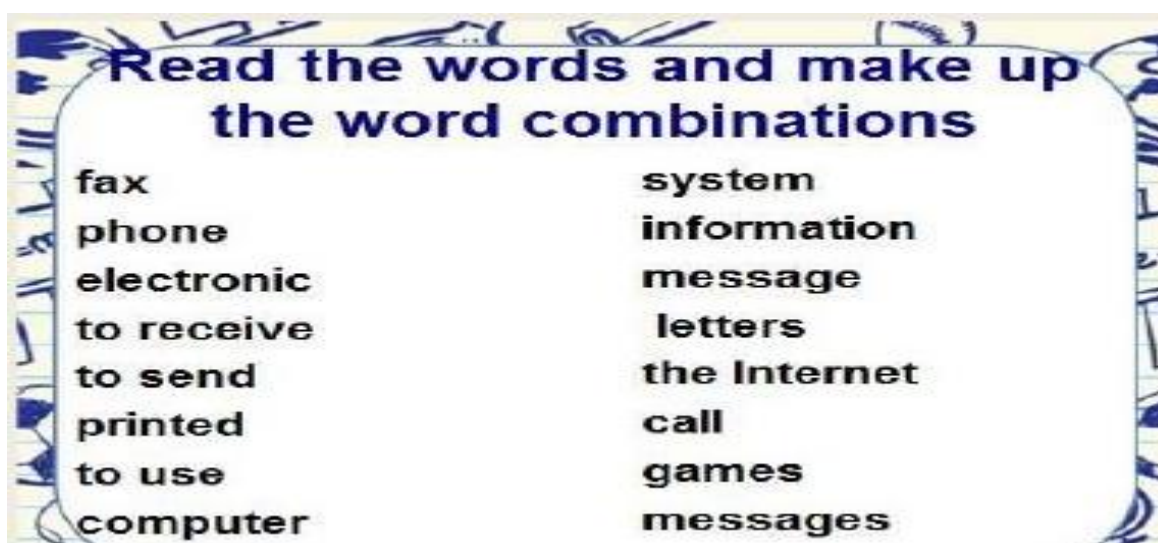 Read the words and make up
the word combinations
fax system
phone information
electronic message
to receive letters
to send the Internet
printed call
to use games
computer messages